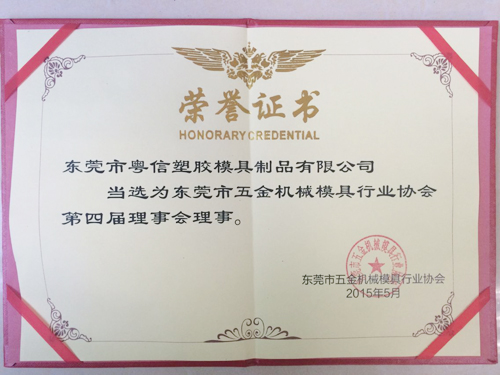 荣誉证书
HONORARY CREDENTIAL
东莞市粤信塑胶模具制品有限公司
当选为东莞市五金机械模具行业协会
第四届理事会理事。
东莞市五金机械模具行业协会
2015年5月